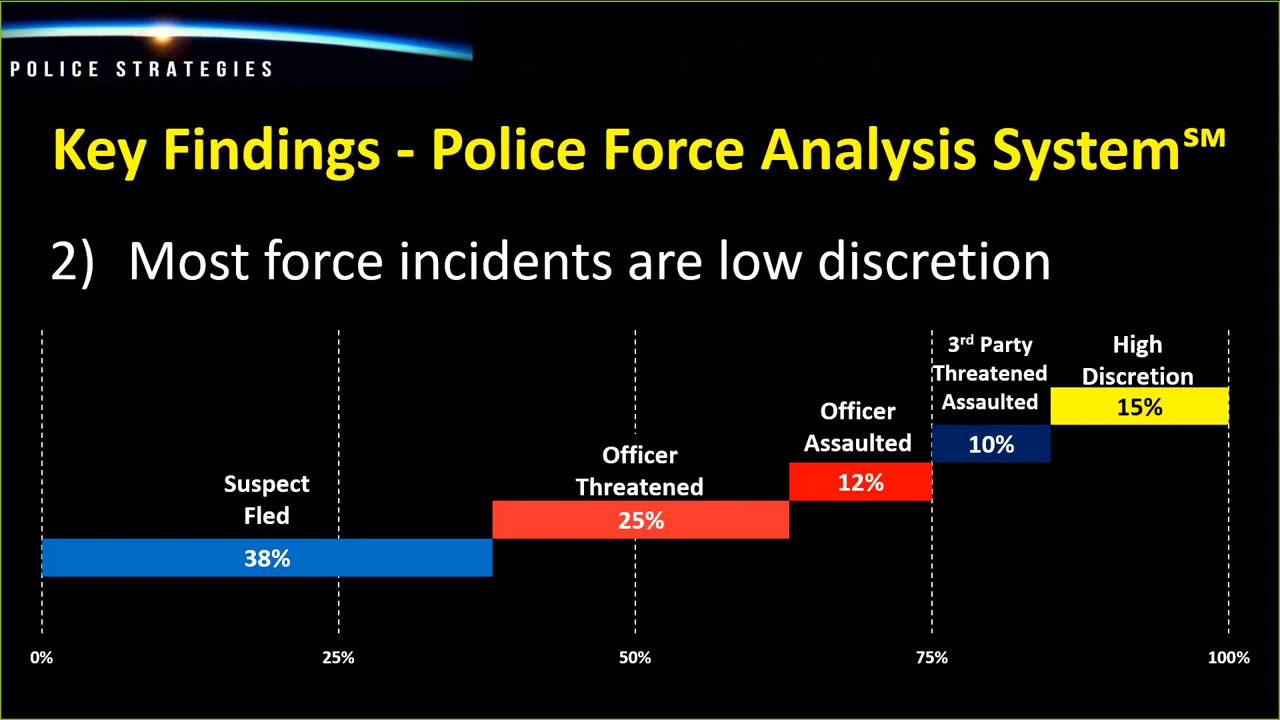 POLICE STRATEGIES
Key Findings - Police Force Analysis System℠
2) Most force incidents are low discretion
Suspect
Fled
38%
Officer
Threatened
25%
Officer
Assaulted
12%
3rd Party
Threatened
Assaulted
10%
High
Discretion
15%
0% 25% 50% 75% 100%